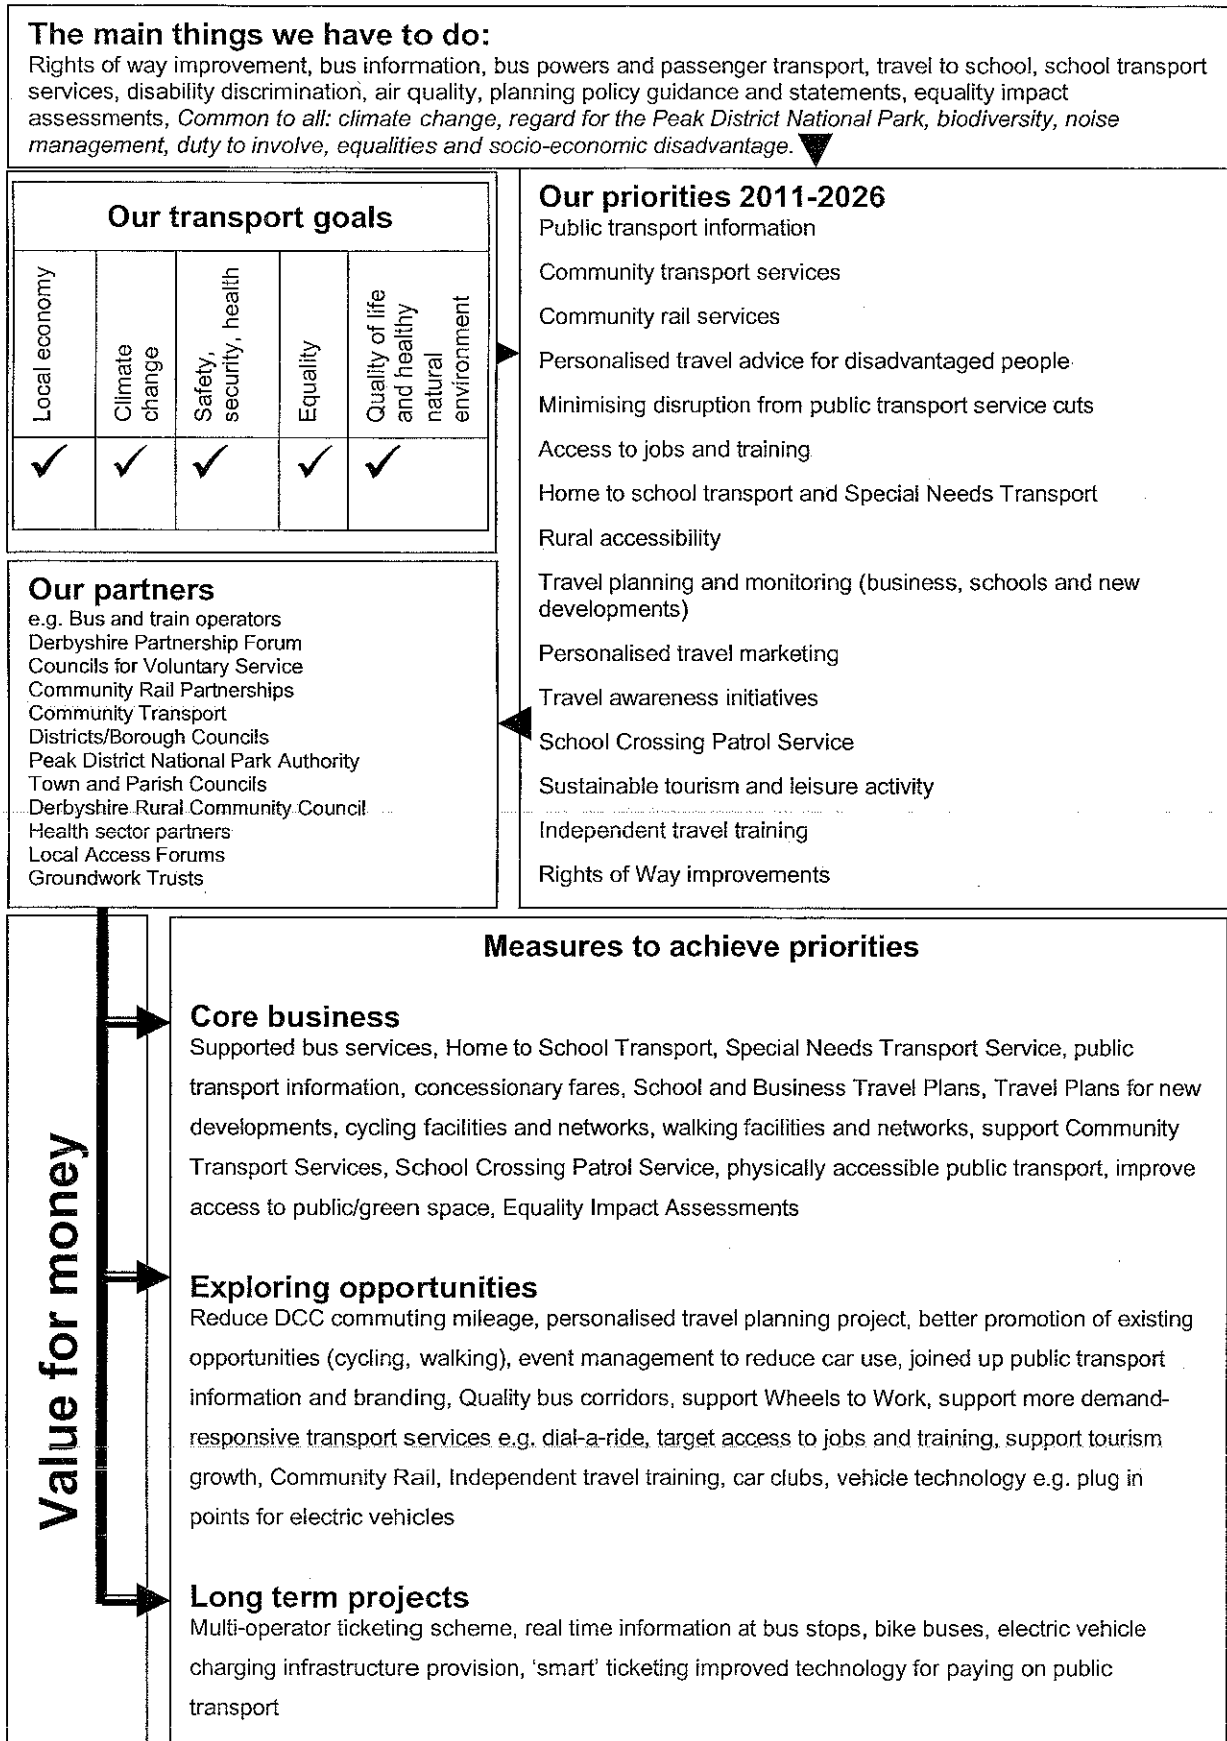 The main things we have to do:
Rights of way improvement, bus information, bus powers and passenger transport, travel to school, school transport
services, disability discrimination, air quality, planning policy guidance and statements, equality impact
assessments, Common to all: climate change, regard for the Peak District National Park, biodiversity, noise
management, duty to involve, equalities and socio-economic disadvantage.
Our transport goals
Local economy
Climate
change
Safety,
security, health
Equality
Quality of life
and healthy
natural
environment
✓ ✓ ✓ ✓ ✓
Our priorities 2011-2026
Public transport information
Community transport services
Community rail services
Personalised travel advice for disadvantaged people
Minimising disruption from public transport service cuts
Access to jobs and training
Home to school transport and Special Needs Transport
Rural accessibility
Travel planning and monitoring (business, schools and new
developments)
Personalised travel marketing
Travel awareness initiatives
School Crossing Patrol Service
Sustainable tourism and leisure activity
Independent travel training
Rights of Way improvements
Our partners
e.g. Bus and train operators
Derbyshire Partnership Forum
Councils for Voluntary Service
Community Rail Partnerships
Community Transport
Districts/Borough Councils
Peak District National Park Authority
Town and Parish Councils
Derbyshire Rural Community Council
Health sector partners
Local Access Forums
Groundwork Trusts
Value for money
Measures to achieve priorities
Core business
Supported bus services, Home to School Transport, Special Needs Transport Service, public
transport information, concessionary fares, School and Business Travel Plans, Travel Plans for new
developments, cycling facilities and networks, walking facilities and networks, support Community
Transport Services, School Crossing Patrol Service, physically accessible public transport, improve
access to public/green space, Equality Impact Assessments
Exploring opportunities
Reduce DCC commuting mileage, personalised travel planning project, better promotion of existing
opportunities (cycling, walking), event management to reduce car use, joined up public transport
information and branding, Quality bus corridors, support Wheels to Work, support more demand-
responsive transport services e.g. dial-a-ride, target access to jobs and training, support tourism
growth, Community Rail, Independent travel training, car clubs, vehicle technology e.g. plug in
points for electric vehicles
Long term projects
Multi-operator ticketing scheme, real time information at bus stops, bike buses, electric vehicle
charging infrastructure provision, 'smart' ticketing improved technology for paying on public
transport